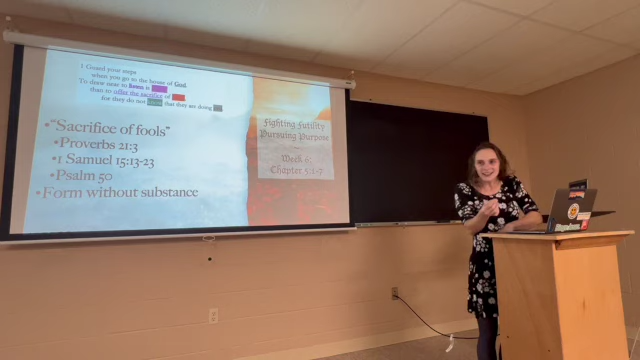 1 Guard your steps
when you go to the house of God.
To draw near to listen is
than to offer the sacrifice of
for they do not that they are doing
• "Sacrifice of fools"
• Proverbs 21:3
• 1 Samuel 15:13-23
• Psalm 50
• Form without substance
Fighting Futility
Pursuing Purpose
Week 6:
Chapter 5:1-7